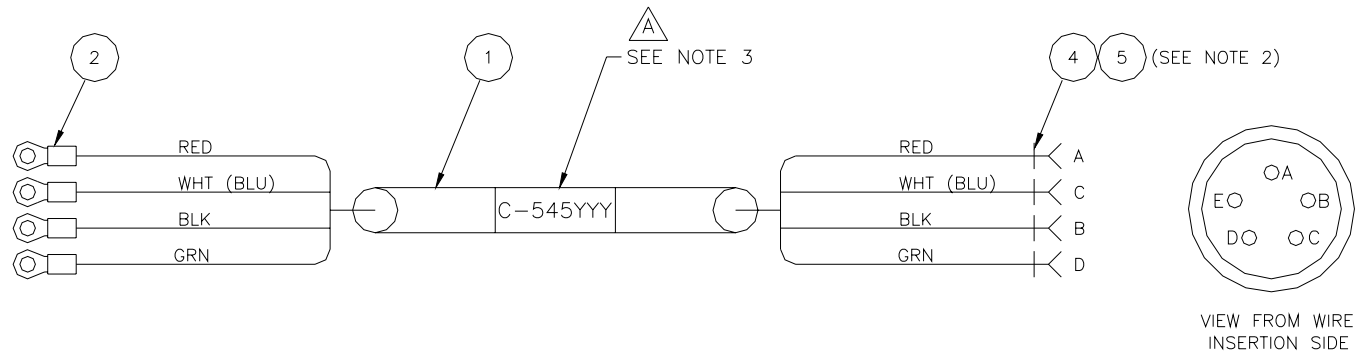 A
2
1
SEE NOTE 3
4
5
(SEE NOTE 2)
RED
WHT (BLU)
BLK
GRN
C-545YYY
RED
WHT (BLU)
BLK
GRN
A
C
B
D
A
E
B
D
C
VIEW FROM WIRE
INSERTION SIDE